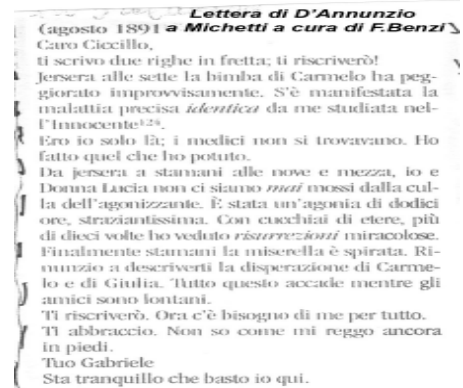 Lettera di D'Annunzio
(agosto 1891 a Michetti a cura di F.Benzi)
Caro Ciccillo,
ti scrivo due righe in fretta; ti riscriverò!
Jersera alle sette la bimba di Carmelo ha peg-
giorato improvvisamente. S'è manifestata la
malattia precisa identica da me studiata nel-
l'Innocente¹²⁴.
Ero io solo là; i medici non si trovavano. Ho
fatto quel che ho potuto.
Da jersera a stamani alle nove e mezza, io e
Donna Lucia non ci siamo mai mossi dalla cul-
la dell'agonizzante. È stata un'agonia di dodici
ore, straziantissima. Con cucchiai di etere, più
di dieci volte ho veduto risurrezioni miracolose.
Finalmente stamani la miserella è spirata. Ri-
nunzio a descriverti la disperazione di Carme-
lo e di Giulia. Tutto questo accade mentre gli
amici sono lontani.
Ti riscriverò. Ora c'è bisogno di me per tutto.
Ti abbraccio. Non so come mi reggo ancora
in piedi.
Tuo Gabriele
Sta tranquillo che basto io qui.